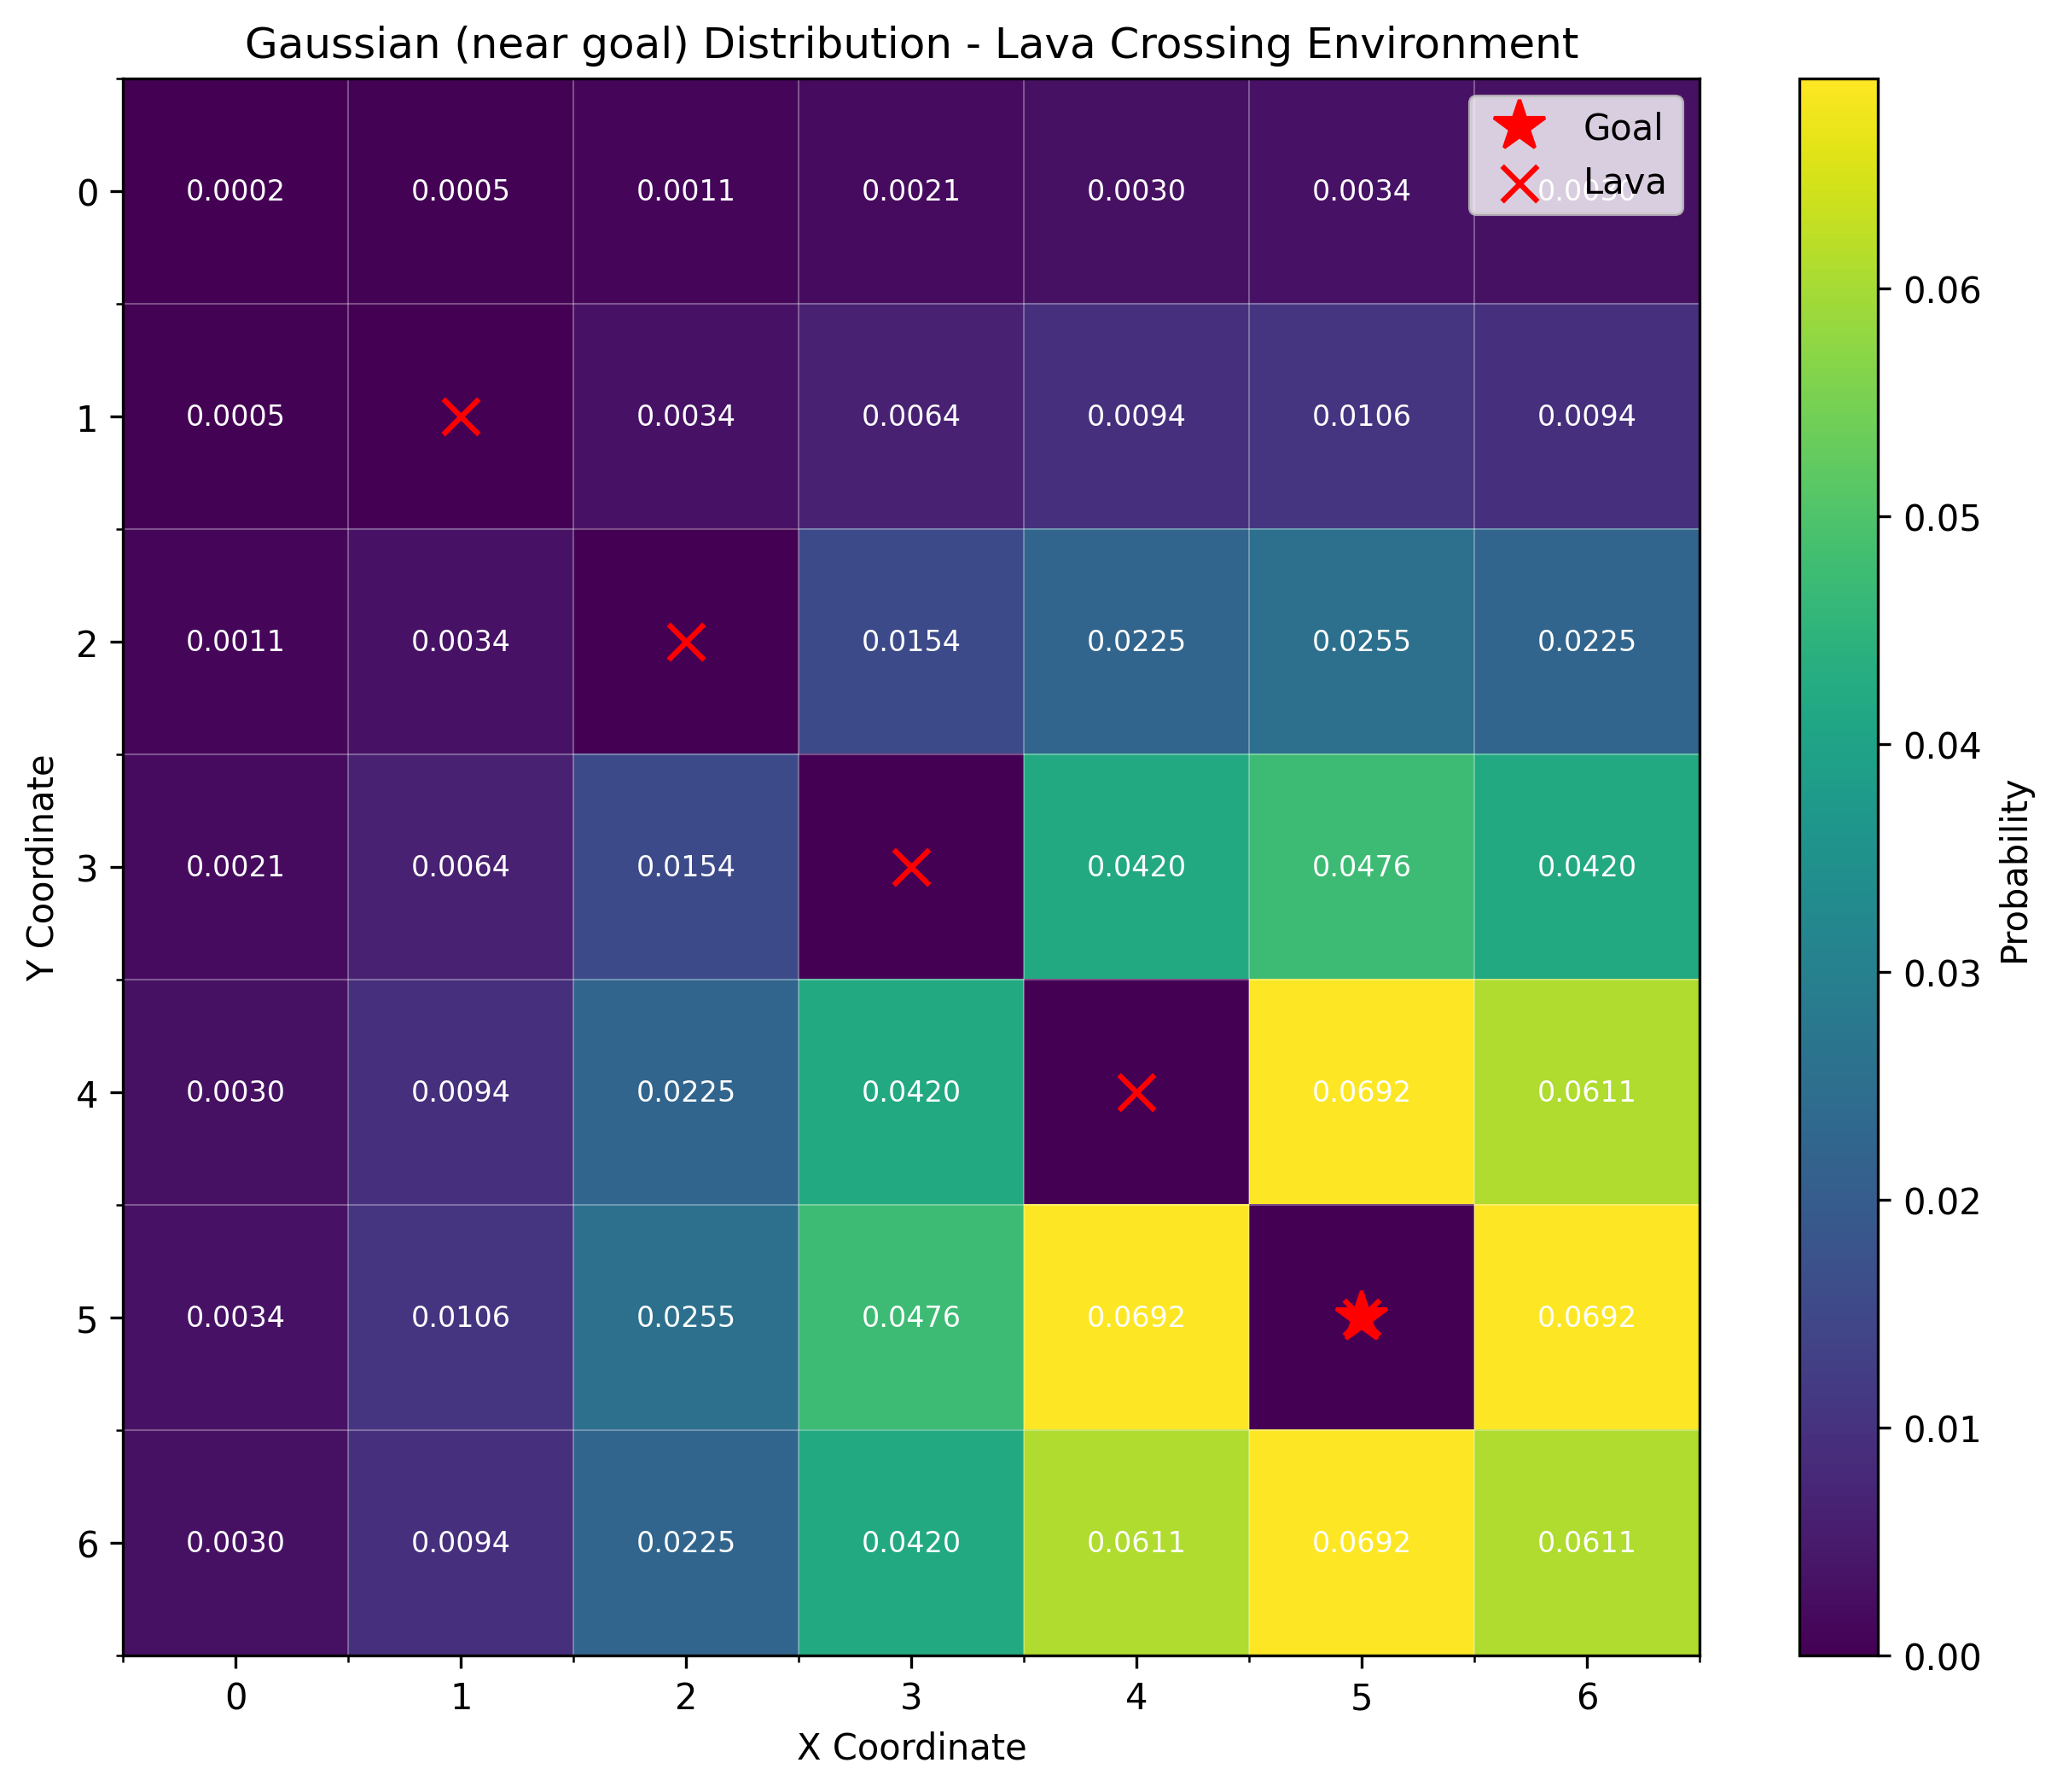 Gaussian (near goal) Distribution - Lava Crossing Environment
Goal
Lava
0 0.0002 0.0005 0.0011 0.0021 0.0030 0.0034
1 0.0005 0.0034 0.0064 0.0094 0.0106 0.0094
2 0.0011 0.0034 0.0154 0.0225 0.0255 0.0225
3 0.0021 0.0064 0.0154 0.0420 0.0476 0.0420
4 0.0030 0.0094 0.0225 0.0420 0.0692 0.0611
5 0.0034 0.0106 0.0255 0.0476 0.0692 0.0692
6 0.0030 0.0094 0.0225 0.0420 0.0611 0.0692 0.0611
0 1 2 3 4 5 6
X Coordinate
Y Coordinate
0.06
0.05
0.04
0.03
0.02
0.01
0.00
Probability